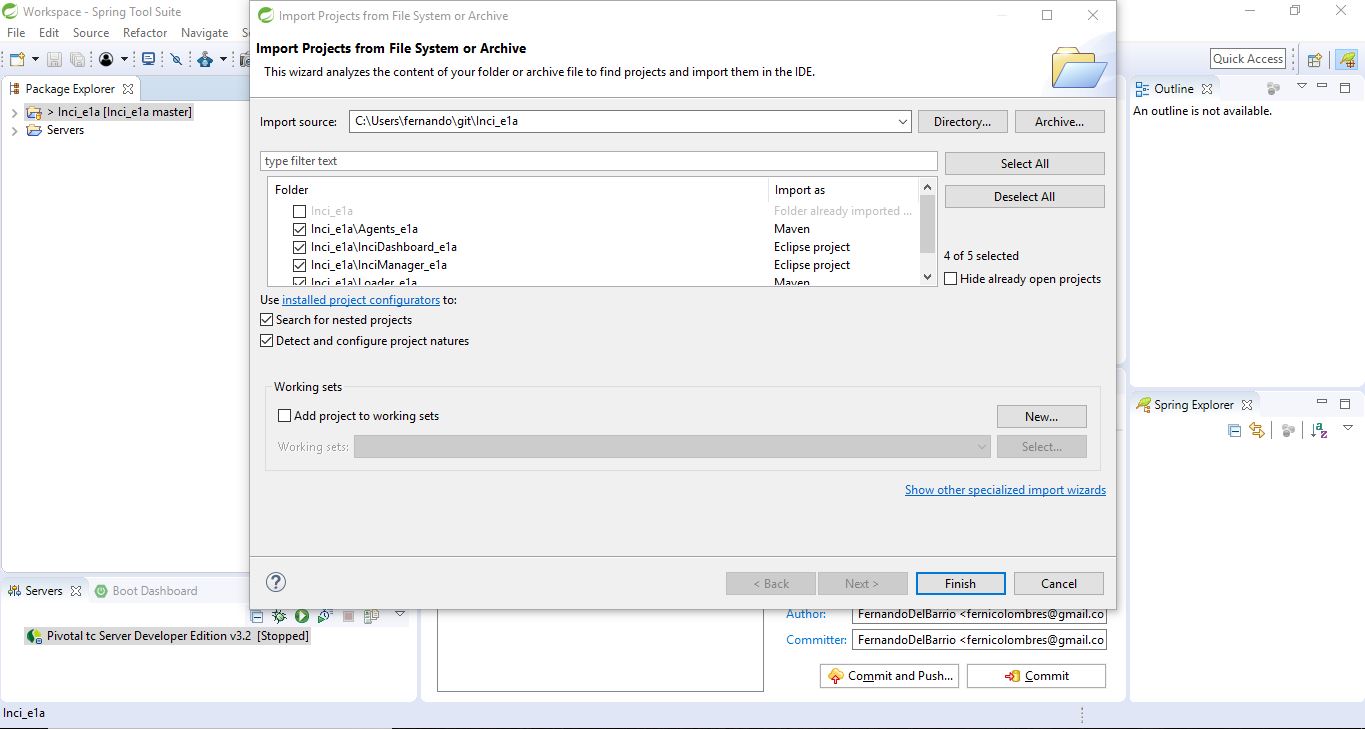 Workspace - Spring Tool Suite
File Edit Source Refactor Navigate
Package Explorer
> Inci_e1a [Inci_e1a master]
Servers
Import Projects from File System or Archive
Import Projects from File System or Archive
This wizard analyzes the content of your folder or archive file to find projects and import them in the IDE.
Import source: C:\Users\fernando\git\Inci_e1a Directory... Archive...
type filter text Select All
Folder Import as
Deselect All
Inci_e1a Folder already imported ...
Inci_e1a\Agents_e1a Maven
Inci_e1a\InciDashboard_e1a Eclipse project
Inci_e1a\InciManager_e1a Eclipse project
Inci_e1a\Loader_e1a Maven
4 of 5 selected
Hide already open projects
Use installed project configurators to:
Search for nested projects
Detect and configure project natures
Working sets
Add project to working sets New...
Working sets: Select...
Show other specialized import wizards
< Back Next > Finish Cancel
Quick Access
Outline
An outline is not available.
Spring Explorer
Servers Boot Dashboard
Pivotal tc Server Developer Edition v3.2 [Stopped]
Author: FernandoDelBarrio <fernicolombres@gmail.co
Committer: FernandoDelBarrio <fernicolombres@gmail.co
Commit and Push... Commit
Inci_e1a